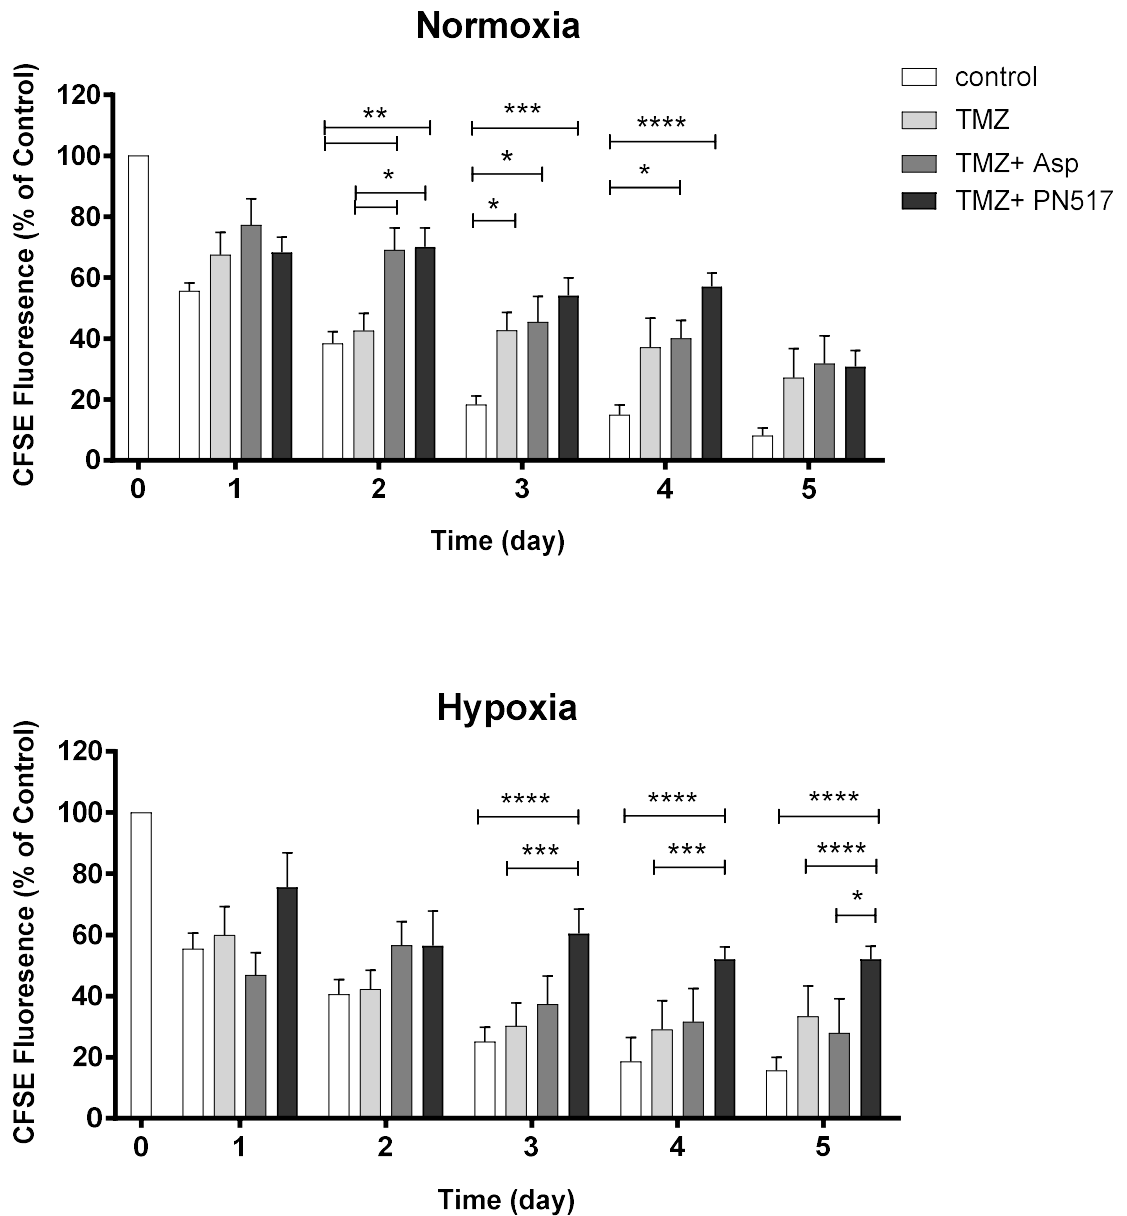 Normoxia
CFSE Fluoresence (% of Control)
120
100
80
60
40
20
0
** *** ****
* * *
*
0 1 2 3 4 5
Time (day)
control
TMZ
TMZ+ Asp
TMZ+ PN517
Hypoxia
CFSE Fluoresence (% of Control)
120
100
80
60
40
20
0
**** **** ****
*** *** ****
*
0 1 2 3 4 5
Time (day)